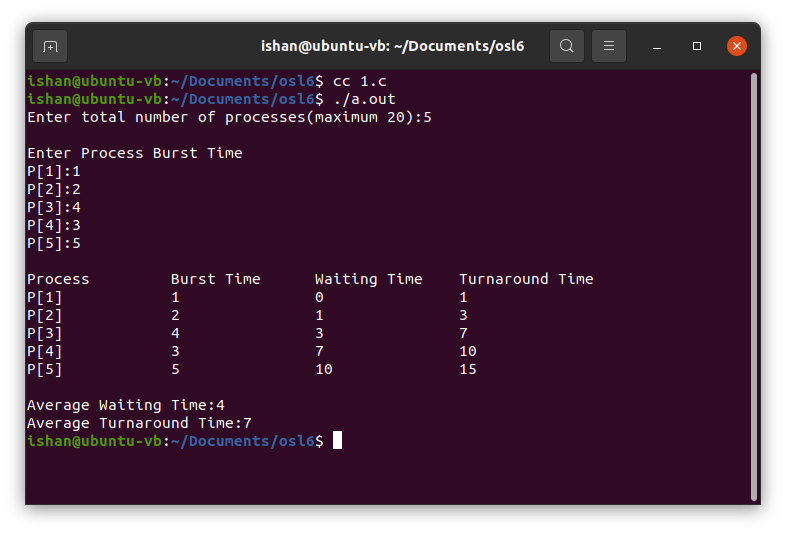 ishan@ubuntu-vb: ~/Documents/osl6
ishan@ubuntu-vb:~/Documents/osl6$ cc 1.c
ishan@ubuntu-vb:~/Documents/osl6$ ./a.out
Enter total number of processes(maximum 20):5
Enter Process Burst Time
P[1]:1
P[2]:2
P[3]:4
P[4]:3
P[5]:5
Process Burst Time Waiting Time Turnaround Time
P[1] 1 0 1
P[2] 2 1 3
P[3] 4 3 7
P[4] 3 7 10
P[5] 5 10 15
Average Waiting Time:4
Average Turnaround Time:7
ishan@ubuntu-vb:~/Documents/osl6$